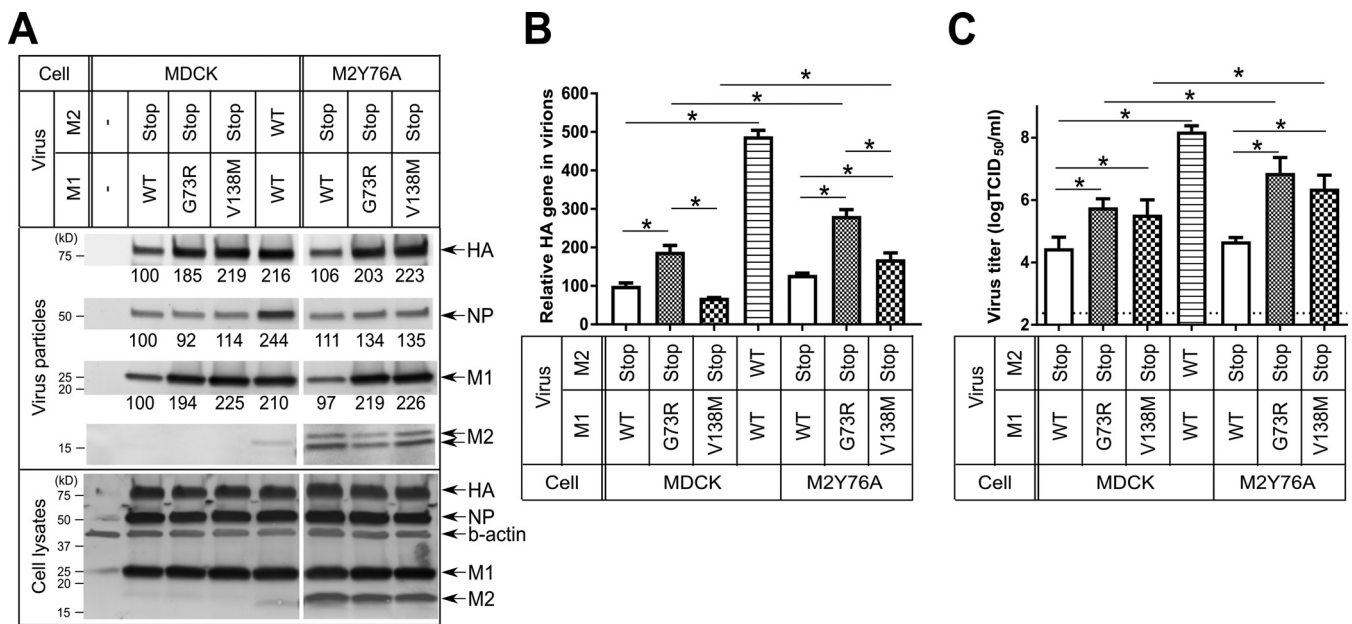 A
Cell MDCK M2Y76A
Virus M2 - Stop Stop Stop WT Stop Stop Stop
M1 - WT G73R V138M WT WT G73R V138M
Virus particles
(kD)
75 HA
100 185 219 216 106 203 223
50 NP
100 92 114 244 111 134 135
25 M1
20
100 194 225 210 97 219 226
M2
15
Cell lysates
(kD)
75 HA
50 NP
b-actin
37
25 M1
20
M2
15
B
Relative HA gene in virions
600
500
400
300
200
100
0
* * * * * * * *
Virus M2 Stop Stop Stop WT Stop Stop Stop
M1 WT G73R V138M WT WT G73R V138M
Cell MDCK M2Y76A
C
Virus titer (logTCID50/ml)
8
6
4
2
* * * * * * *
Virus M2 Stop Stop Stop WT Stop Stop Stop
M1 WT G73R V138M WT WT G73R V138M
Cell MDCK M2Y76A